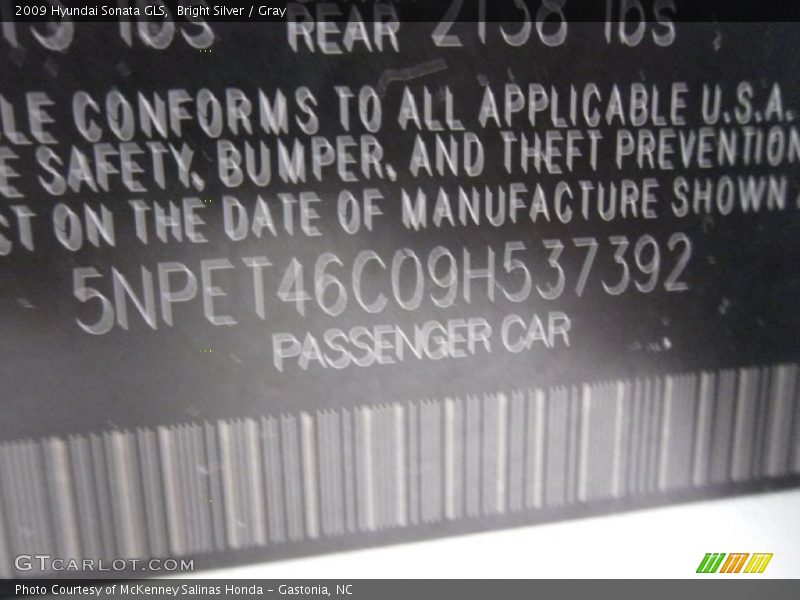 2009 Hyundai Sonata GLS, Bright Silver / Gray
lbs REAR 2138 lbs
LE CONFORMS TO ALL APPLICABLE U.S.A.
E SAFETY, BUMPER, AND THEFT PREVENTION
CT ON THE DATE OF MANUFACTURE SHOWN
5NPET46C09H537392
PASSENGER CAR
GTCARLOT.COM
Photo Courtesy of McKenney Salinas Honda - Gastonia, NC